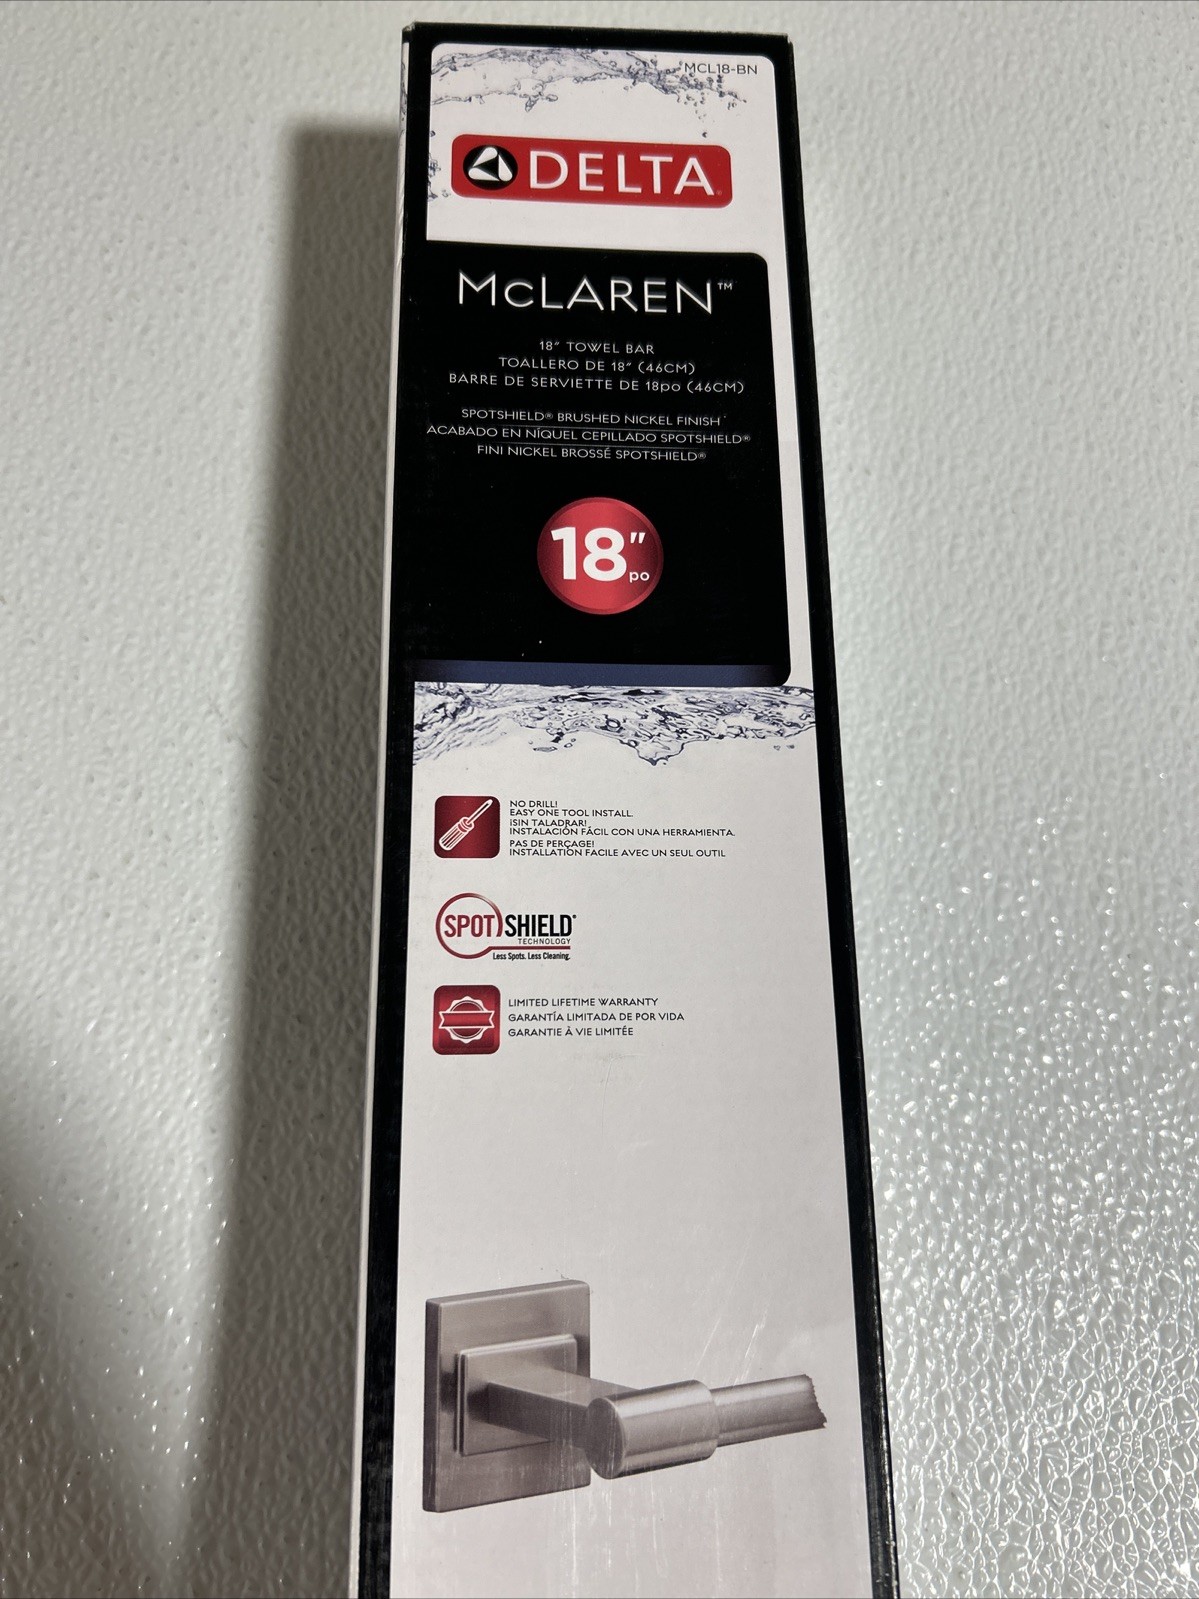 MCL18-BN
DELTA
McLAREN™
18" TOWEL BAR
TOALLERO DE 18" (46CM)
BARRE DE SERVIETTE DE 18po (46CM)
SPOTSHIELD® BRUSHED NICKEL FINISH
ACABADO EN NÍQUEL CEPILLADO SPOTSHIELD®
FINI NICKEL BROSSÉ SPOTSHIELD®
18"
po
NO DRILL!
EASY ONE TOOL INSTALL.
¡SIN TALADRAR!
INSTALACIÓN FÁCIL CON UNA HERRAMIENTA.
PAS DE PERÇAGE!
INSTALLATION FACILE AVEC UN SEUL OUTIL
SPOTSHIELD®
TECHNOLOGY
Less Spots. Less Cleaning.
LIMITED LIFETIME WARRANTY
GARANTÍA LIMITADA DE POR VIDA
GARANTIE À VIE LIMITÉE